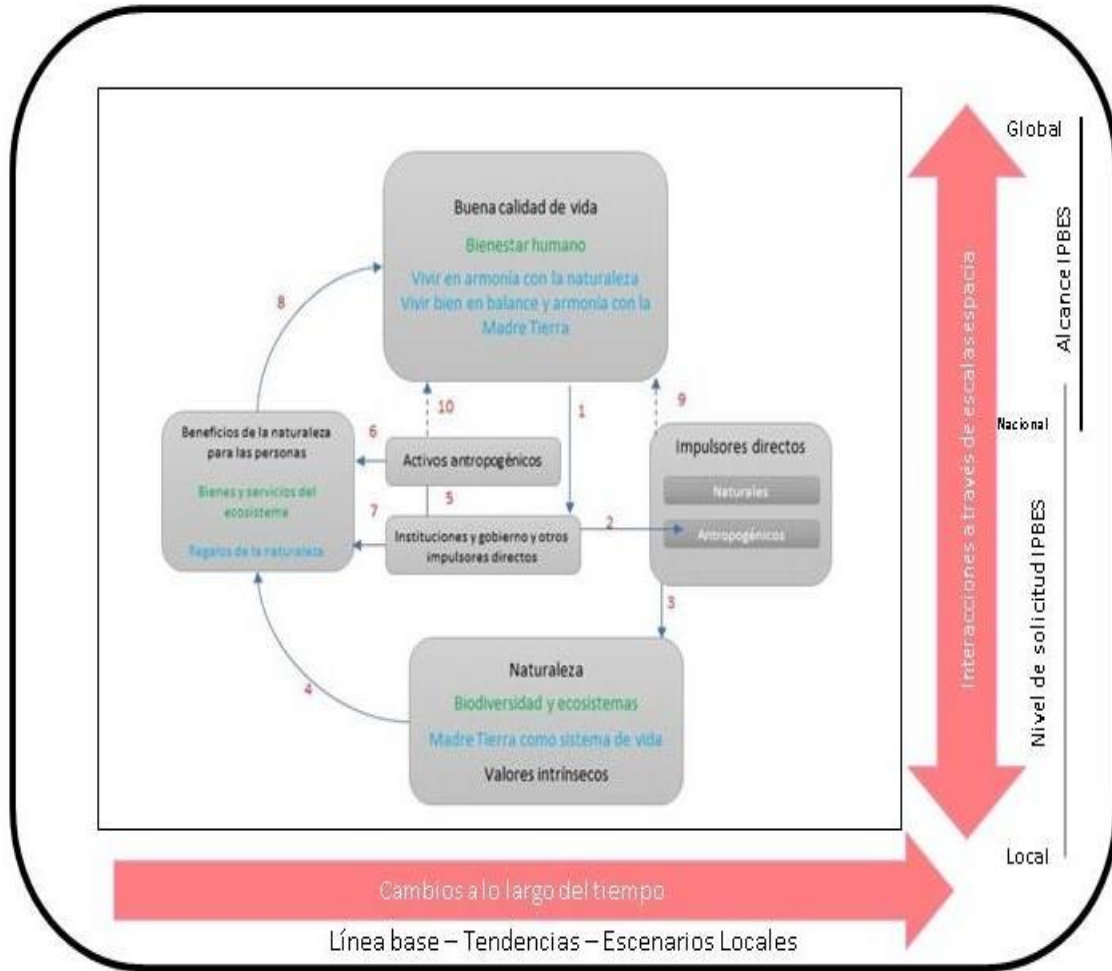 Buena calidad de vida
Bienestar humano
Vivir en armonía con la naturaleza
Vivir bien en balance y armonía con la
Madre Tierra
8
10
1
9
Beneficios de la naturaleza
para las personas
Bienes y servicios del
ecosistema
Regalos de la naturaleza
6
Activos antropogénicos
5
7
Instituciones y gobierno y otros
impulsores directos
2
Impulsores directos
Naturales
Antropogénicos
3
4
Naturaleza
Biodiversidad y ecosistemas
Madre Tierra como sistema de vida
Valores intrínsecos
Interacciones a través de escalas espacia
Global
Alcance IPBES
Nacional
Nivel de solicitud IPBES
Local
Cambios a lo largo del tiempo
Línea base – Tendencias – Escenarios Locales